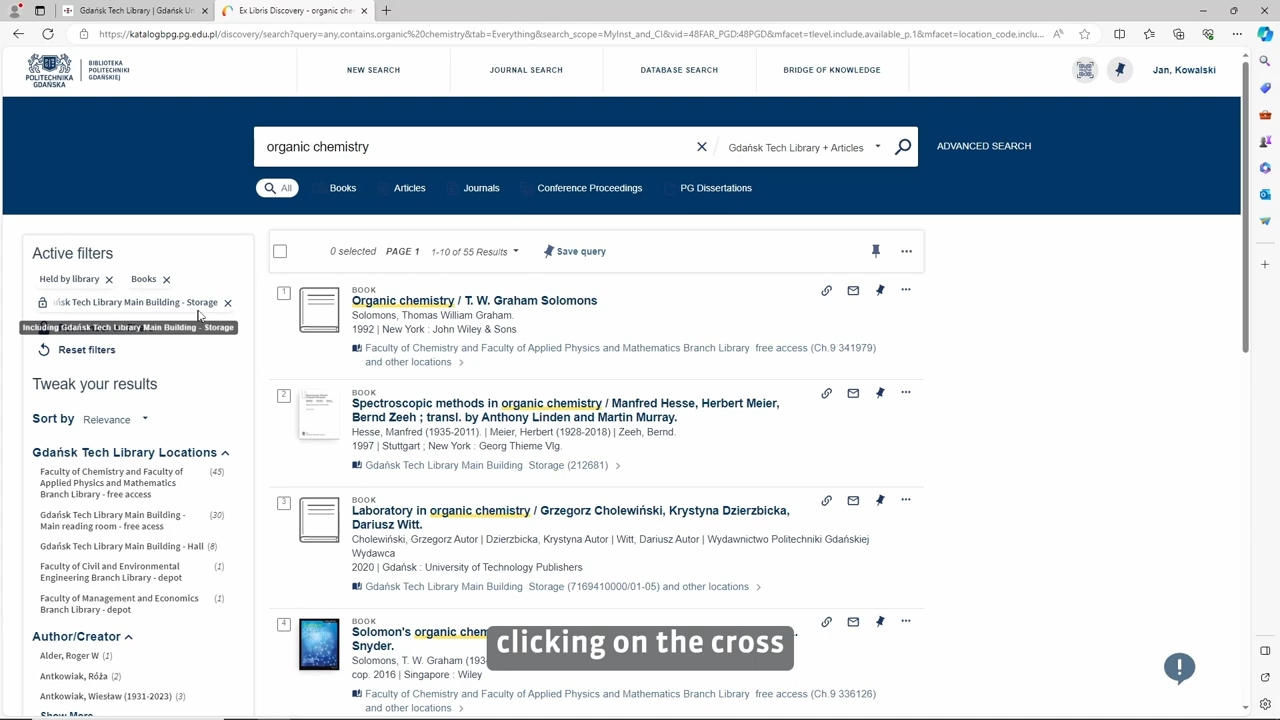 Gdańsk Tech Library | Gdańsk Un
Ex Libris Discovery - organic che
https://katalogbpg.pg.edu.pl/discovery/search?query=any,contains,organic%20chemistry&tab=Everything&search_scope=MyInst_and_CI&vid=48FAR_PGD:48PGD&mfacet=tlevel,include,available_p,1&mfacet=location_code,inclu...
POLITECHNIKA
GDAŃSKA
BIBLIOTEKA
POLITECHNIKI
GDAŃSKIEJ
NEW SEARCH
JOURNAL SEARCH
DATABASE SEARCH
BRIDGE OF KNOWLEDGE
Jan, Kowalski
organic chemistry
Gdańsk Tech Library + Articles
ADVANCED SEARCH
All
Books
Articles
Journals
Conference Proceedings
PG Dissertations
Active filters
Held by library
Books
ńsk Tech Library Main Building - Storage
Including Gdańsk Tech Library Main Building - Storage
Reset filters
Tweak your results
Sort by Relevance
Gdańsk Tech Library Locations
Faculty of Chemistry and Faculty of (45)
Applied Physics and Mathematics
Branch Library - free access
Gdańsk Tech Library Main Building - (30)
Main reading room - free acess
Gdańsk Tech Library Main Building - Hall (8)
Faculty of Civil and Environmental (1)
Engineering Branch Library - depot
Faculty of Management and Economics (1)
Branch Library - depot
Author/Creator
Alder, Roger W (1)
Antkowiak, Róża (2)
Antkowiak, Wiesław (1931-2023) (3)
Show More
0 selected PAGE 1 1-10 of 55 Results Save query
1
BOOK
Organic chemistry / T. W. Graham Solomons
Solomons, Thomas William Graham.
1992 | New York : John Wiley & Sons
Faculty of Chemistry and Faculty of Applied Physics and Mathematics Branch Library free access (Ch.9 341979)
and other locations
2
BOOK
Spectroscopic methods in organic chemistry / Manfred Hesse, Herbert Meier,
Bernd Zeeh ; transl. by Anthony Linden and Martin Murray.
Hesse, Manfred (1935-2011). | Meier, Herbert (1928-2018) | Zeeh, Bernd.
1997 | Stuttgart ; New York : Georg Thieme Vlg.
Gdańsk Tech Library Main Building Storage (212681)
3
BOOK
Laboratory in organic chemistry / Grzegorz Cholewiński, Krystyna Dzierzbicka,
Dariusz Witt.
Cholewiński, Grzegorz Autor | Dzierzbicka, Krystyna Autor | Witt, Dariusz Autor | Wydawnictwo Politechniki Gdańskiej
Wydawca
2020 | Gdańsk : University of Technology Publishers
Gdańsk Tech Library Main Building Storage (7169410000/01-05) and other locations
4
BOOK
Solomon's organic chem
Snyder.
Solomons, T. W. Graham (193
cop. 2016 | Singapore : Wiley
Faculty of Chemistry and Faculty of Applied Physics and Mathematics Branch Library free access (Ch.9 336126)
and other locations
clicking on the cross